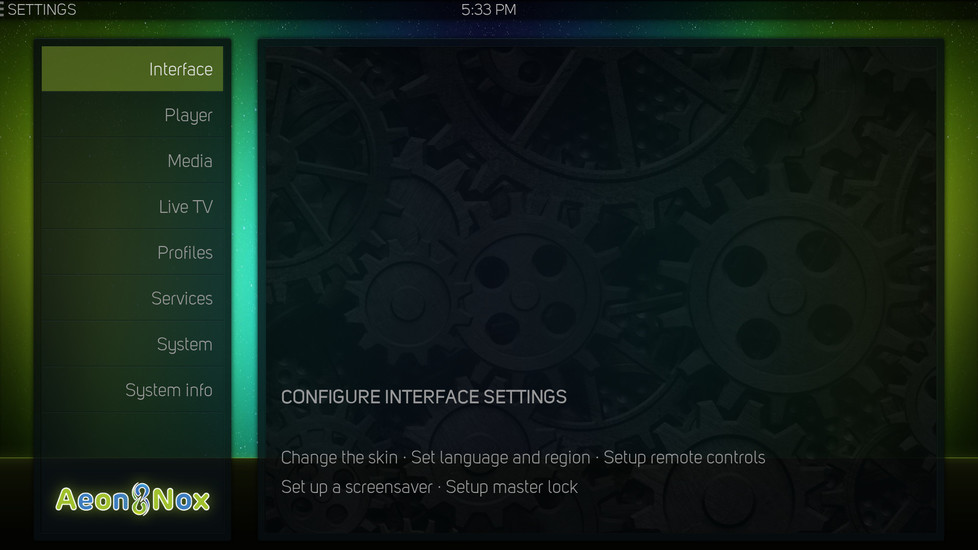 SETTINGS
5:33 PM
Interface
Player
Media
Live TV
Profiles
Services
System
System info
Aeon Nox
CONFIGURE INTERFACE SETTINGS
Change the skin · Set language and region · Setup remote controls
Set up a screensaver · Setup master lock